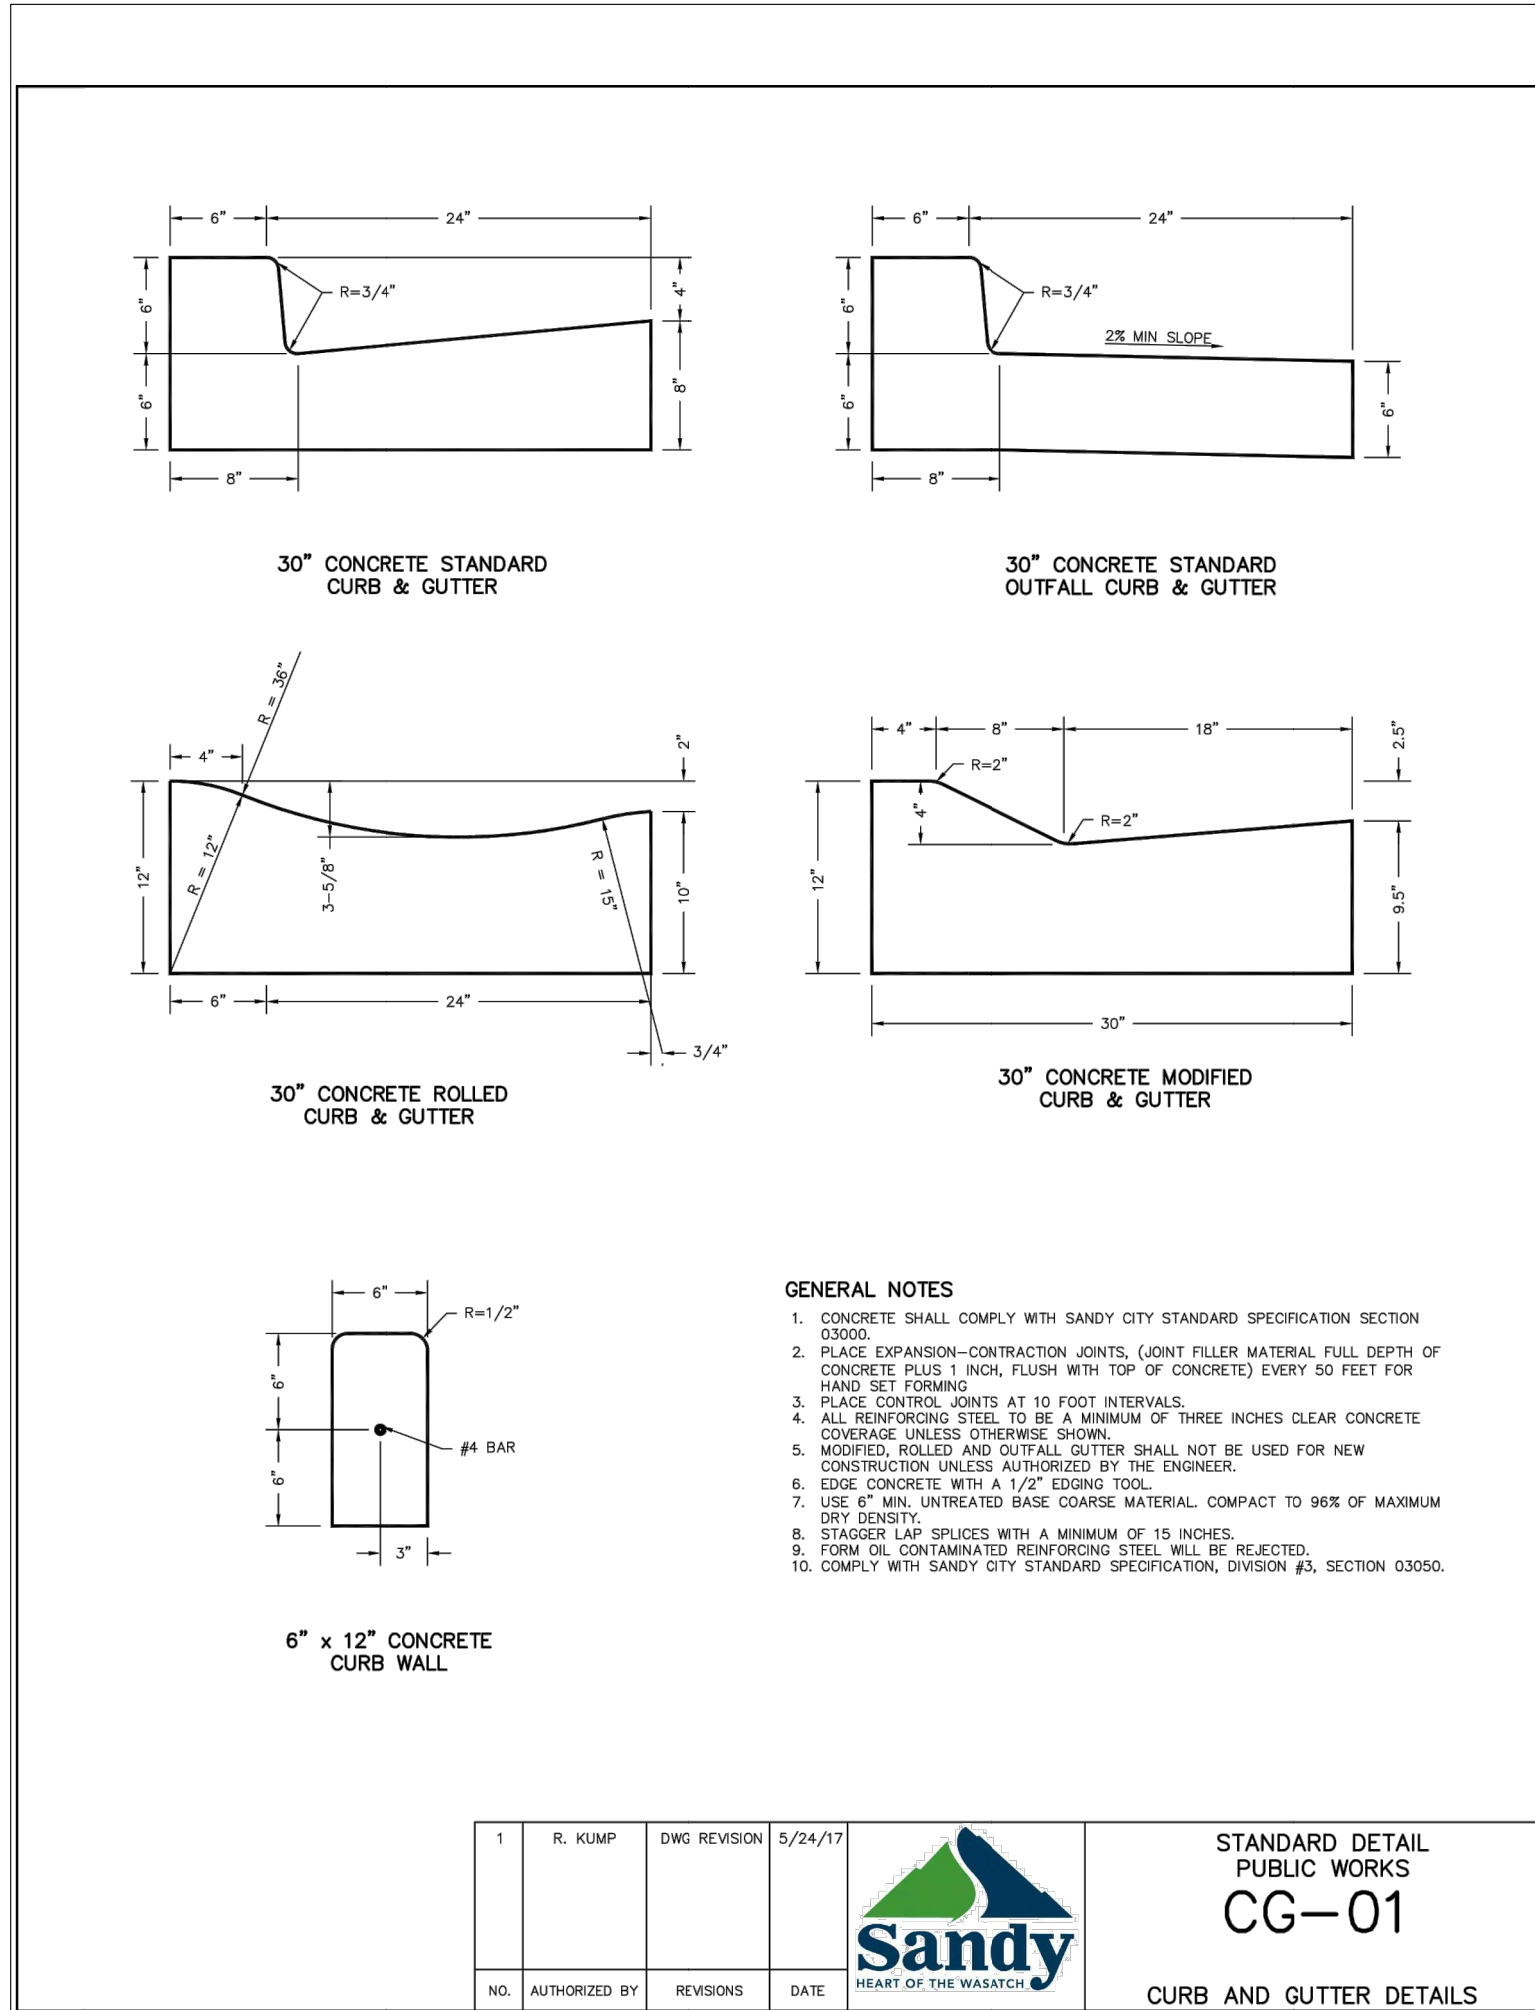 6" 24"
R=3/4"
6"
4"
6"
8"
8"
30" CONCRETE STANDARD
CURB & GUTTER
6" 24"
R=3/4"
6"
2% MIN SLOPE
6"
6"
8"
30" CONCRETE STANDARD
OUTFALL CURB & GUTTER
R = 36"
4"
2"
12"
R = 12"
3-5/8"
R = 15"
10"
6" 24"
3/4"
30" CONCRETE ROLLED
CURB & GUTTER
4" 8" 18"
2.5"
R=2"
4"
R=2"
12"
9.5"
30"
30" CONCRETE MODIFIED
CURB & GUTTER
6"
R=1/2"
6"
#4 BAR
6"
3"
6" x 12" CONCRETE
CURB WALL
GENERAL NOTES
1. CONCRETE SHALL COMPLY WITH SANDY CITY STANDARD SPECIFICATION SECTION
03000.
2. PLACE EXPANSION-CONTRACTION JOINTS, (JOINT FILLER MATERIAL FULL DEPTH OF
CONCRETE PLUS 1 INCH, FLUSH WITH TOP OF CONCRETE) EVERY 50 FEET FOR
HAND SET FORMING
3. PLACE CONTROL JOINTS AT 10 FOOT INTERVALS.
4. ALL REINFORCING STEEL TO BE A MINIMUM OF THREE INCHES CLEAR CONCRETE
COVERAGE UNLESS OTHERWISE SHOWN.
5. MODIFIED, ROLLED AND OUTFALL GUTTER SHALL NOT BE USED FOR NEW
CONSTRUCTION UNLESS AUTHORIZED BY THE ENGINEER.
6. EDGE CONCRETE WITH A 1/2" EDGING TOOL.
7. USE 6" MIN. UNTREATED BASE COARSE MATERIAL. COMPACT TO 96% OF MAXIMUM
DRY DENSITY.
8. STAGGER LAP SPLICES WITH A MINIMUM OF 15 INCHES.
9. FORM OIL CONTAMINATED REINFORCING STEEL WILL BE REJECTED.
10. COMPLY WITH SANDY CITY STANDARD SPECIFICATION, DIVISION #3, SECTION 03050.
1 R. KUMP DWG REVISION 5/24/17
NO. AUTHORIZED BY REVISIONS DATE
Sandy
HEART OF THE WASATCH
STANDARD DETAIL
PUBLIC WORKS
CG-01
CURB AND GUTTER DETAILS